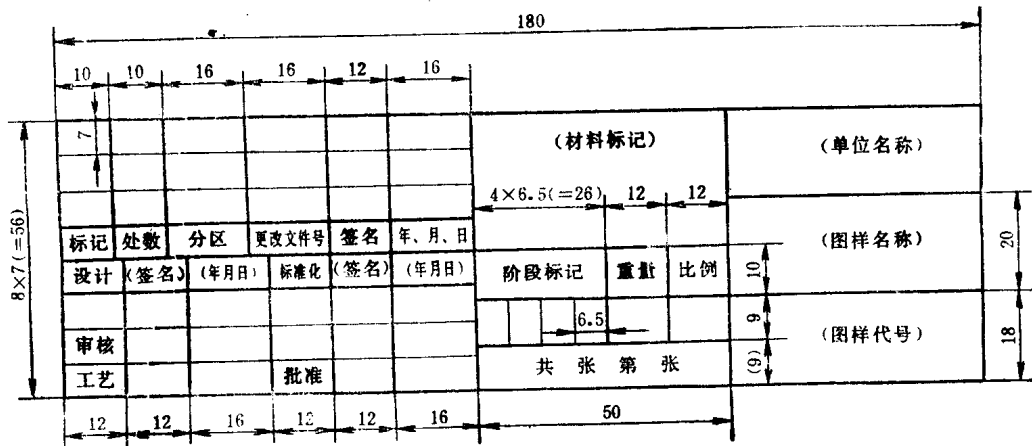 180
10 10 16 16 12 16
7
(材料标记)
(单位名称)
4×6.5(=26) 12 12
8×7(=56)
标记 处数 分区 更改文件号 签名 年、月、日
(图样名称)
20
设计 (签名) (年月日) 标准化 (签名) (年月日)
阶段标记 重量 比例
10
6.5
9
(图样代号)
18
审核
共 张 第 张
(9)
工艺 批准
12 12 16 12 12 16 50